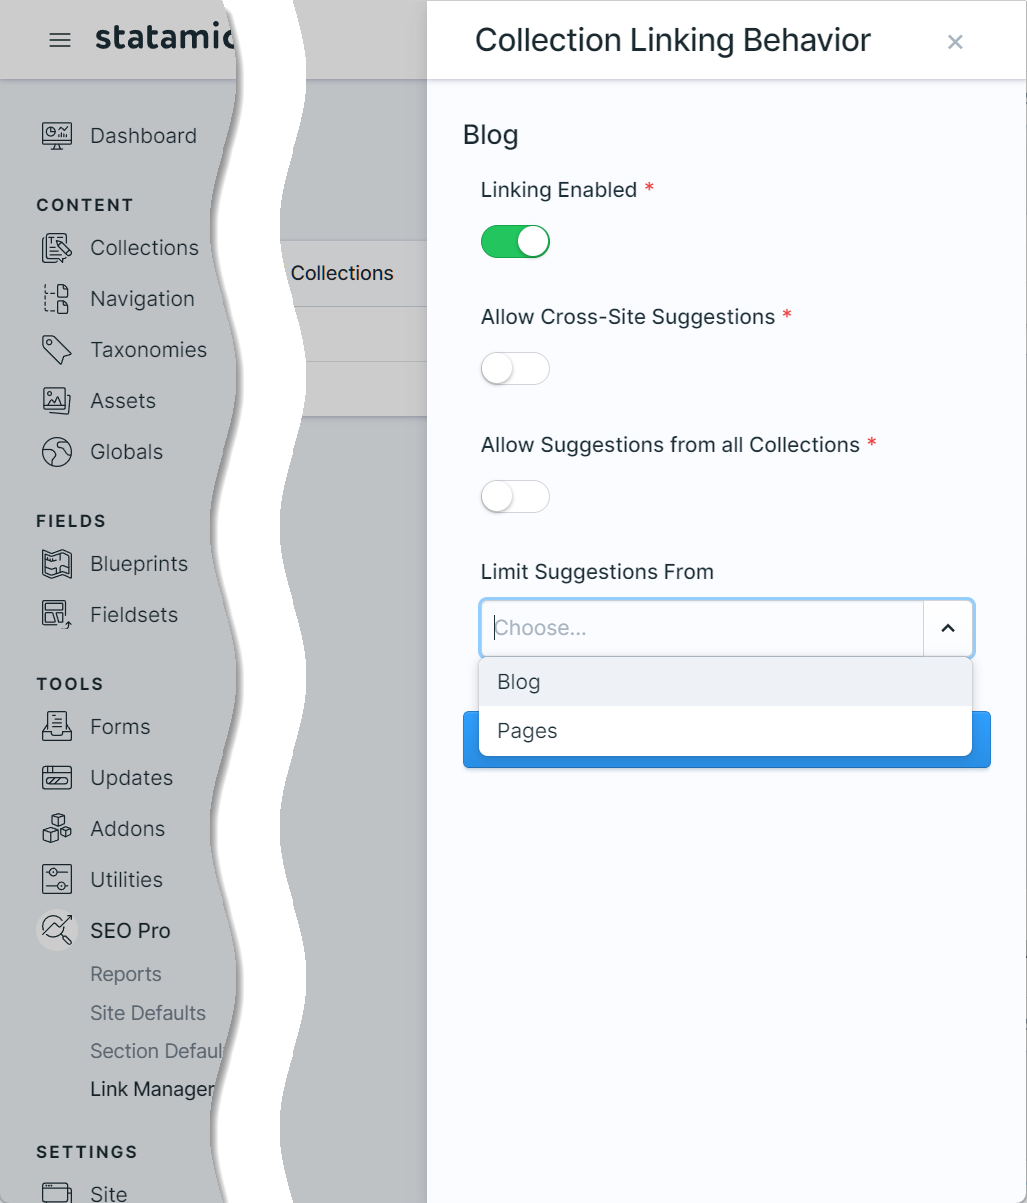 statamic
Dashboard
CONTENT
Collections
Navigation
Taxonomies
Assets
Globals
FIELDS
Blueprints
Fieldsets
TOOLS
Forms
Updates
Addons
Utilities
SEO Pro
Reports
Site Defaults
Section Defaul
Link Manager
SETTINGS
Site
Collections
Collection Linking Behavior
Blog
Linking Enabled *
Allow Cross-Site Suggestions *
Allow Suggestions from all Collections *
Limit Suggestions From
Choose...
Blog
Pages